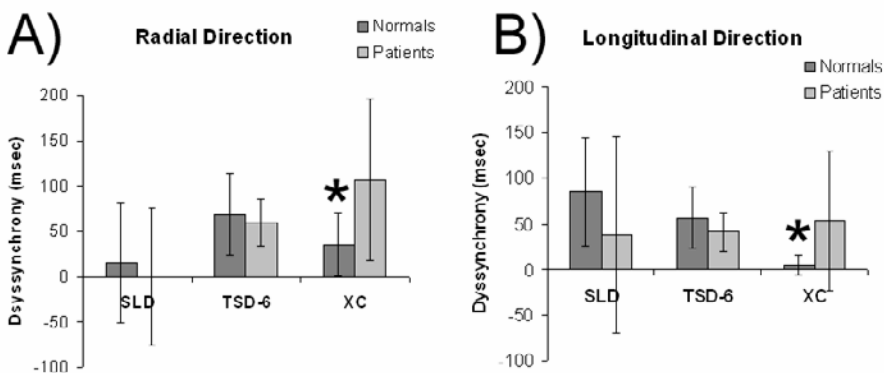 A)
Radial Direction
Normals
Patients
Dsyssynchrony (msec)
200
150
100
50
0
-50
-100
SLD
TSD-6
XC
*
B)
Longitudinal Direction
Normals
Patients
Dyssynchrony (msec)
200
150
100
50
0
-50
-100
SLD
TSD-6
XC
*